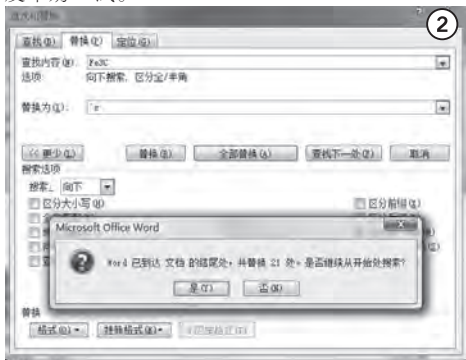 查找和替换
②
查找(D) 替换(P) 定位(G)
查找内容(N): Fe3C
选项: 向下搜索, 区分全/半角
替换为(I):
<< 更少(L) 替换(R) 全部替换(A) 查找下一处(F) 取消
搜索选项
搜索: 向下
区分大小写(H) 区分前缀(X)
Microsoft Office Word
Word 已到达 文档 的结尾处。共替换 21 处。是否继续从开始处搜索?
是(Y) 否(N)
替换
格式(O) 特殊格式(E) 不限定格式(T)